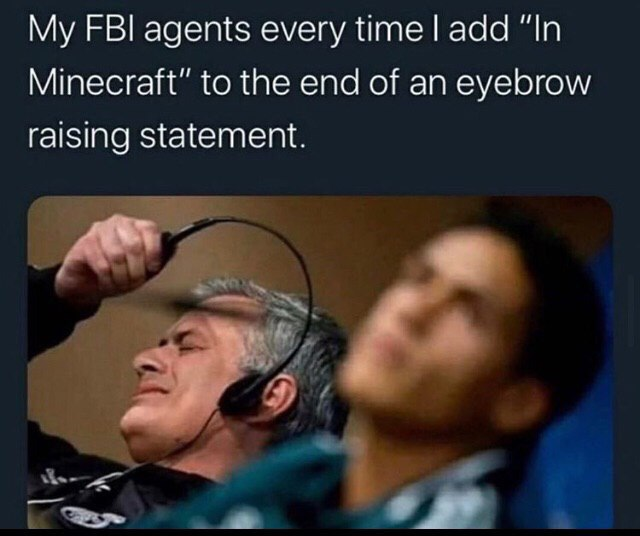 My FBI agents every time I add "In
Minecraft" to the end of an eyebrow
raising statement.